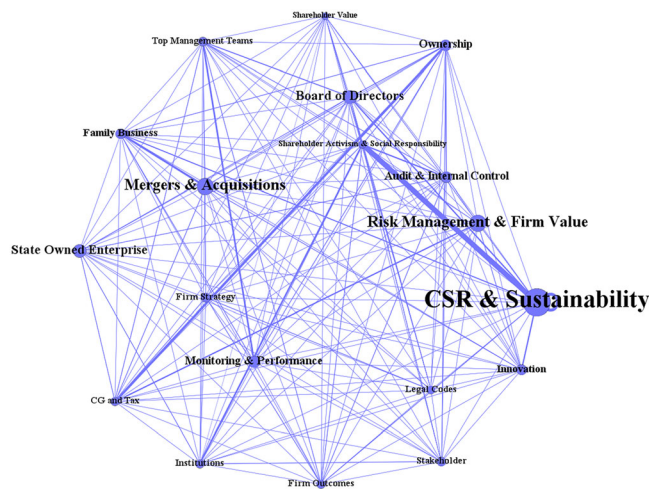 Shareholder Value
Top Management Teams
Ownership
Board of Directors
Family Business
Shareholder Activism & Social Responsibility
Audit & Internal Control
Mergers & Acquisitions
Risk Management & Firm Value
State Owned Enterprise
Firm Strategy
CSR & Sustainability
Monitoring & Performance
Innovation
Legal Codes
CG and Tax
Institutions
Stakeholder
Firm Outcomes